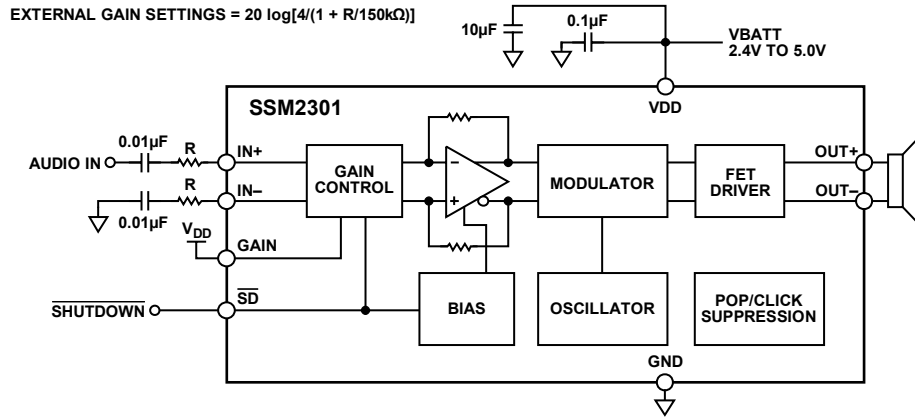 EXTERNAL GAIN SETTINGS = 20 log[4/(1 + R/150kΩ)]
10µF
0.1µF
VBATT
2.4V TO 5.0V
SSM2301
VDD
0.01µF
R
IN+
AUDIO IN
R
IN–
0.01µF
VDD
GAIN
SHUTDOWN
SD
GAIN
CONTROL
–
+
MODULATOR
FET
DRIVER
OUT+
OUT–
BIAS
OSCILLATOR
POP/CLICK
SUPPRESSION
GND